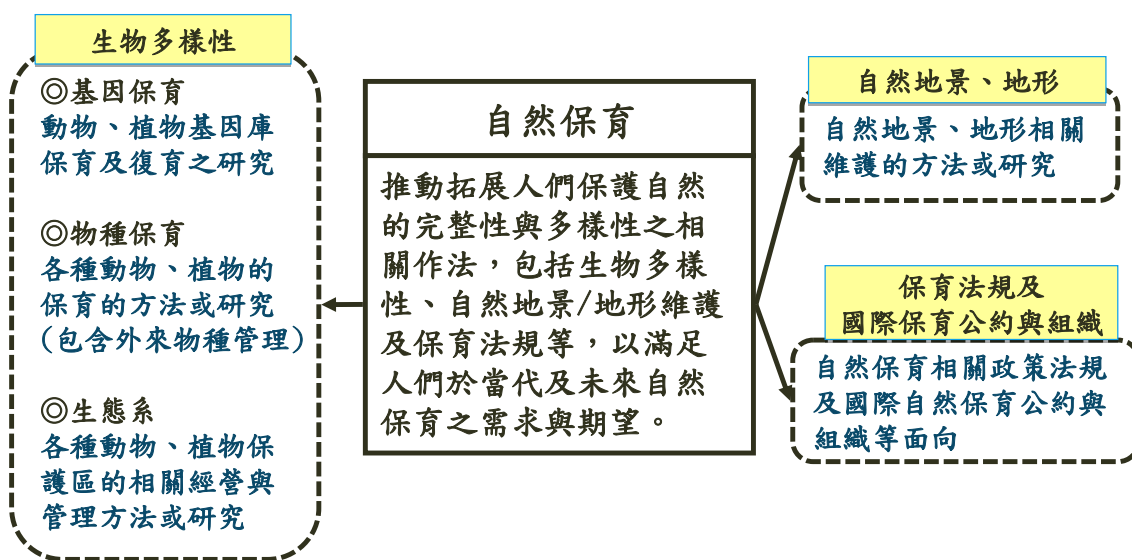 生物多樣性
◎基因保育
動物、植物基因庫
保育及復育之研究
◎物種保育
各種動物、植物的
保育的方法或研究
(包含外來物種管理)
◎生態系
各種動物、植物保
護區的相關經營與
管理方法或研究
自然保育
推動拓展人們保護自然
的完整性與多樣性之相
關作法，包括生物多樣
性、自然地景/地形維護
及保育法規等，以滿足
人們於當代及未來自然
保育之需求與期望。
自然地景、地形
自然地景、地形相關
維護的方法或研究
保育法規及
國際保育公約與組織
自然保育相關政策法規
及國際自然保育公約與
組織等面向